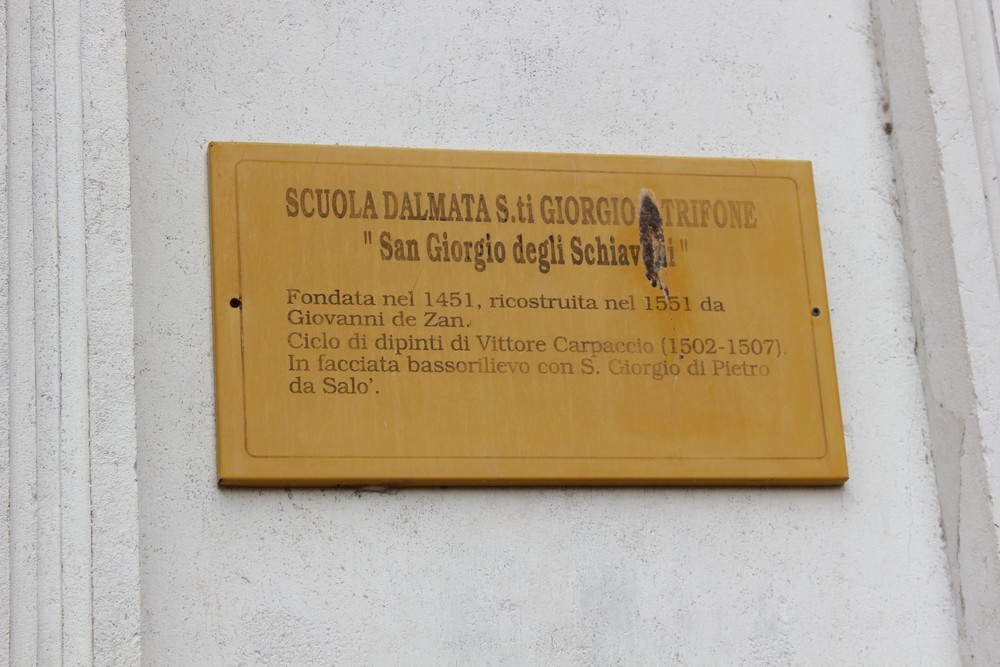 SCUOLA DALMATA S.ti GIORGIO TRIFONE
" San Giorgio degli Schiavoni "
Fondata nel 1451, ricostruita nel 1551 da
Giovanni de Zan.
Ciclo di dipinti di Vittore Carpaccio (1502-1507).
In facciata bassorilievo con S. Giorgio di Pietro
da Salo'.